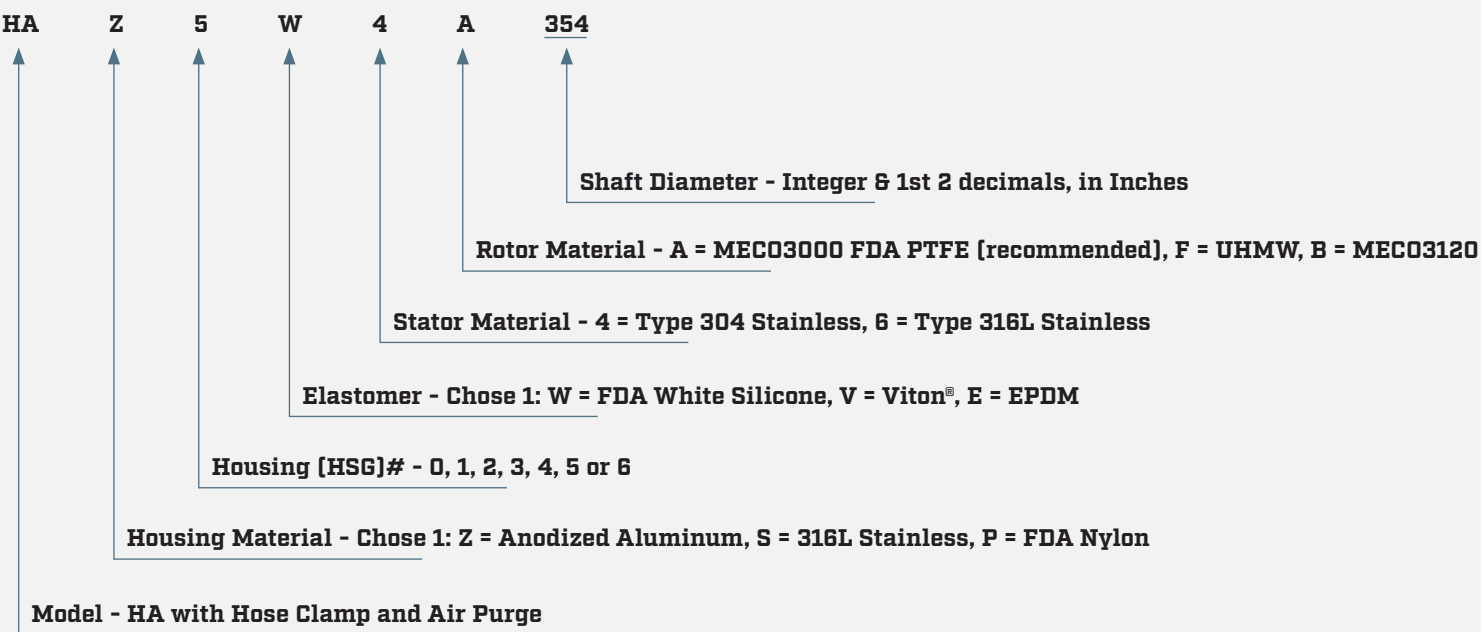 HA Z 5 W 4 A 354
Shaft Diameter - Integer & 1st 2 decimals, in Inches
Rotor Material - A = MECO3000 FDA PTFE (recommended), F = UHMW, B = MECO3120
Stator Material - 4 = Type 304 Stainless, 6 = Type 316L Stainless
Elastomer - Chose 1: W = FDA White Silicone, V = Viton®, E = EPDM
Housing (HSG)# - 0, 1, 2, 3, 4, 5 or 6
Housing Material - Chose 1: Z = Anodized Aluminum, S = 316L Stainless, P = FDA Nylon
Model - HA with Hose Clamp and Air Purge